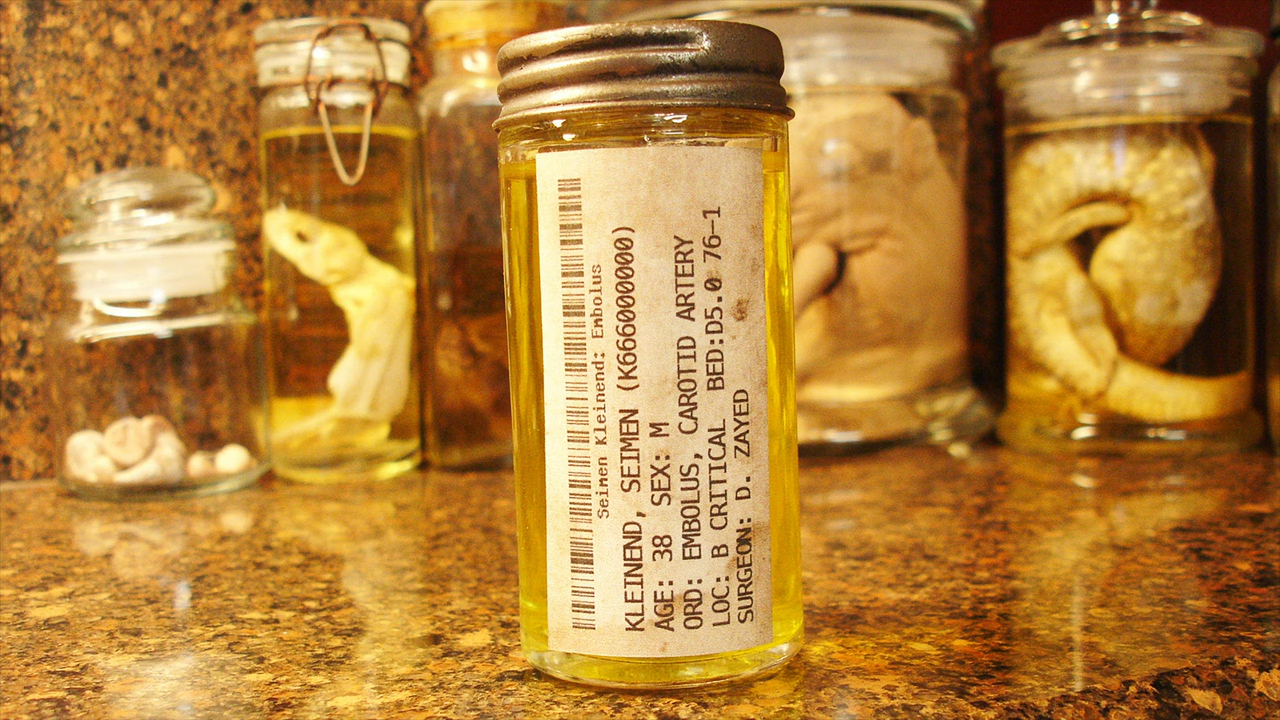 Seimen Kleinend: Embolus
KLEINEND, SEIMEN (K666000000)
AGE: 38 SEX: M
ORD: EMBOLUS, CAROTID ARTERY
LOC: B CRITICAL BED:D5.0 76-1
SURGEON: D. ZAYED